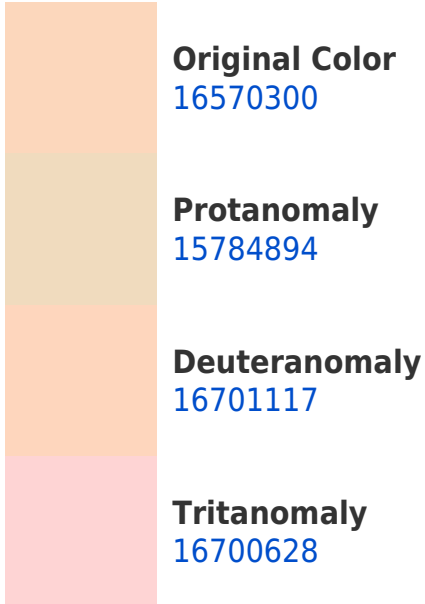 Original Color
16570300
Protanomaly
15784894
Deuteranomaly
16701117
Tritanomaly
16700628